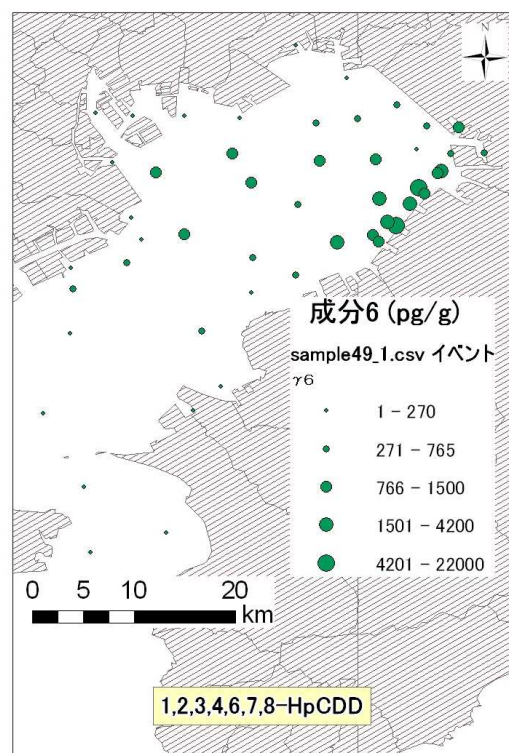 N
成分6 (pg/g)
sample49_1.csv イベント
γ6
1 - 270
271 - 765
766 - 1500
1501 - 4200
4201 - 22000
0 5 10 20
km
1,2,3,4,6,7,8-HpCDD